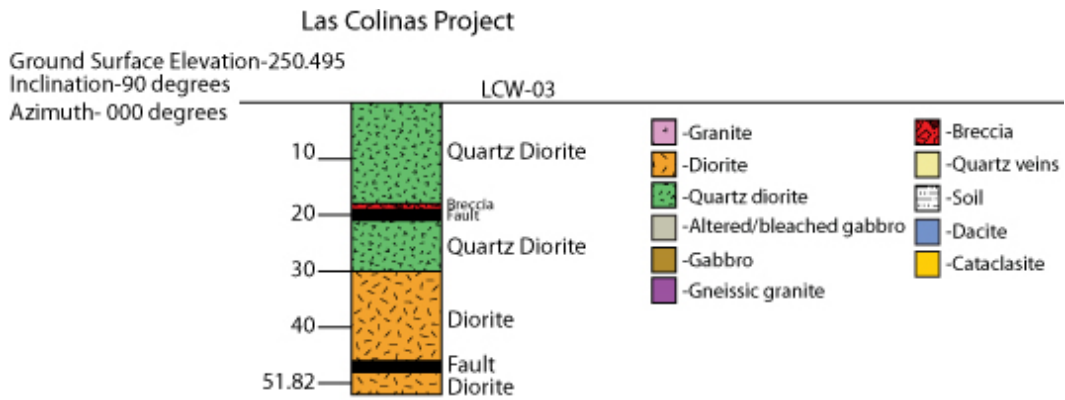 Las Colinas Project
Ground Surface Elevation-250.495
Inclination-90 degrees
Azimuth- 000 degrees
LCW-03
10
20
30
40
51.82
Quartz Diorite
Breccia
Fault
Quartz Diorite
Diorite
Fault
Diorite
-Granite
-Diorite
-Quartz diorite
-Altered/bleached gabbro
-Gabbro
-Gneissic granite
-Breccia
-Quartz veins
-Soil
-Dacite
-Cataclasite